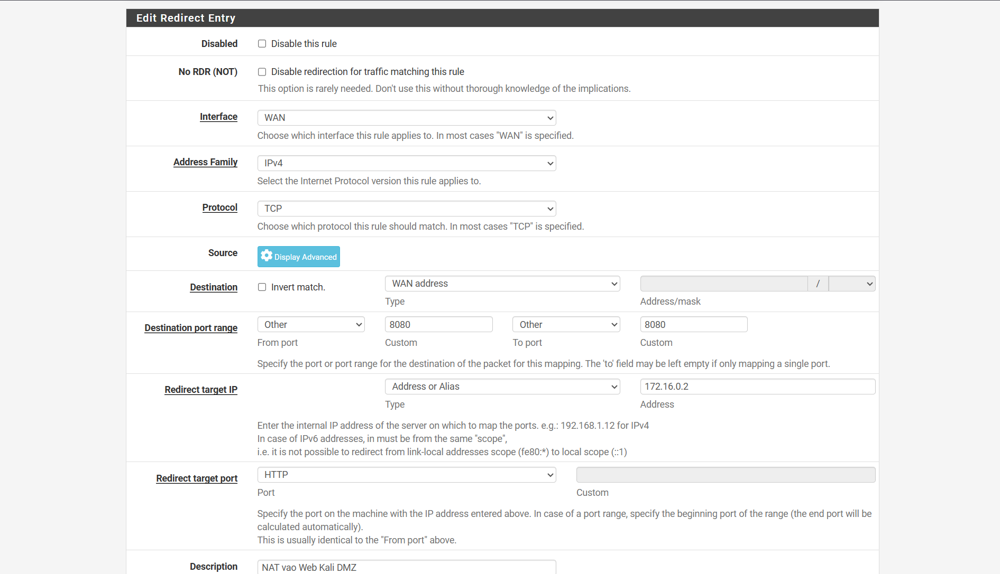 Edit Redirect Entry
Disabled Disable this rule
No RDR (NOT) Disable redirection for traffic matching this rule
This option is rarely needed. Don't use this without thorough knowledge of the implications.
Interface WAN
Choose which interface this rule applies to. In most cases "WAN" is specified.
Address Family IPv4
Select the Internet Protocol version this rule applies to.
Protocol TCP
Choose which protocol this rule should match. In most cases "TCP" is specified.
Source Display Advanced
Destination Invert match. WAN address /
Type Address/mask
Destination port range Other 8080 Other 8080
From port Custom To port Custom
Specify the port or port range for the destination of the packet for this mapping. The 'to' field may be left empty if only mapping a single port.
Redirect target IP Address or Alias 172.16.0.2
Type Address
Enter the internal IP address of the server on which to map the ports. e.g.: 192.168.1.12 for IPv4
In case of IPv6 addresses, in must be from the same "scope",
i.e. it is not possible to redirect from link-local addresses scope (fe80:*) to local scope (::1)
Redirect target port HTTP
Port Custom
Specify the port on the machine with the IP address entered above. In case of a port range, specify the beginning port of the range (the end port will be
calculated automatically).
This is usually identical to the "From port" above.
Description NAT vao Web Kali DMZ